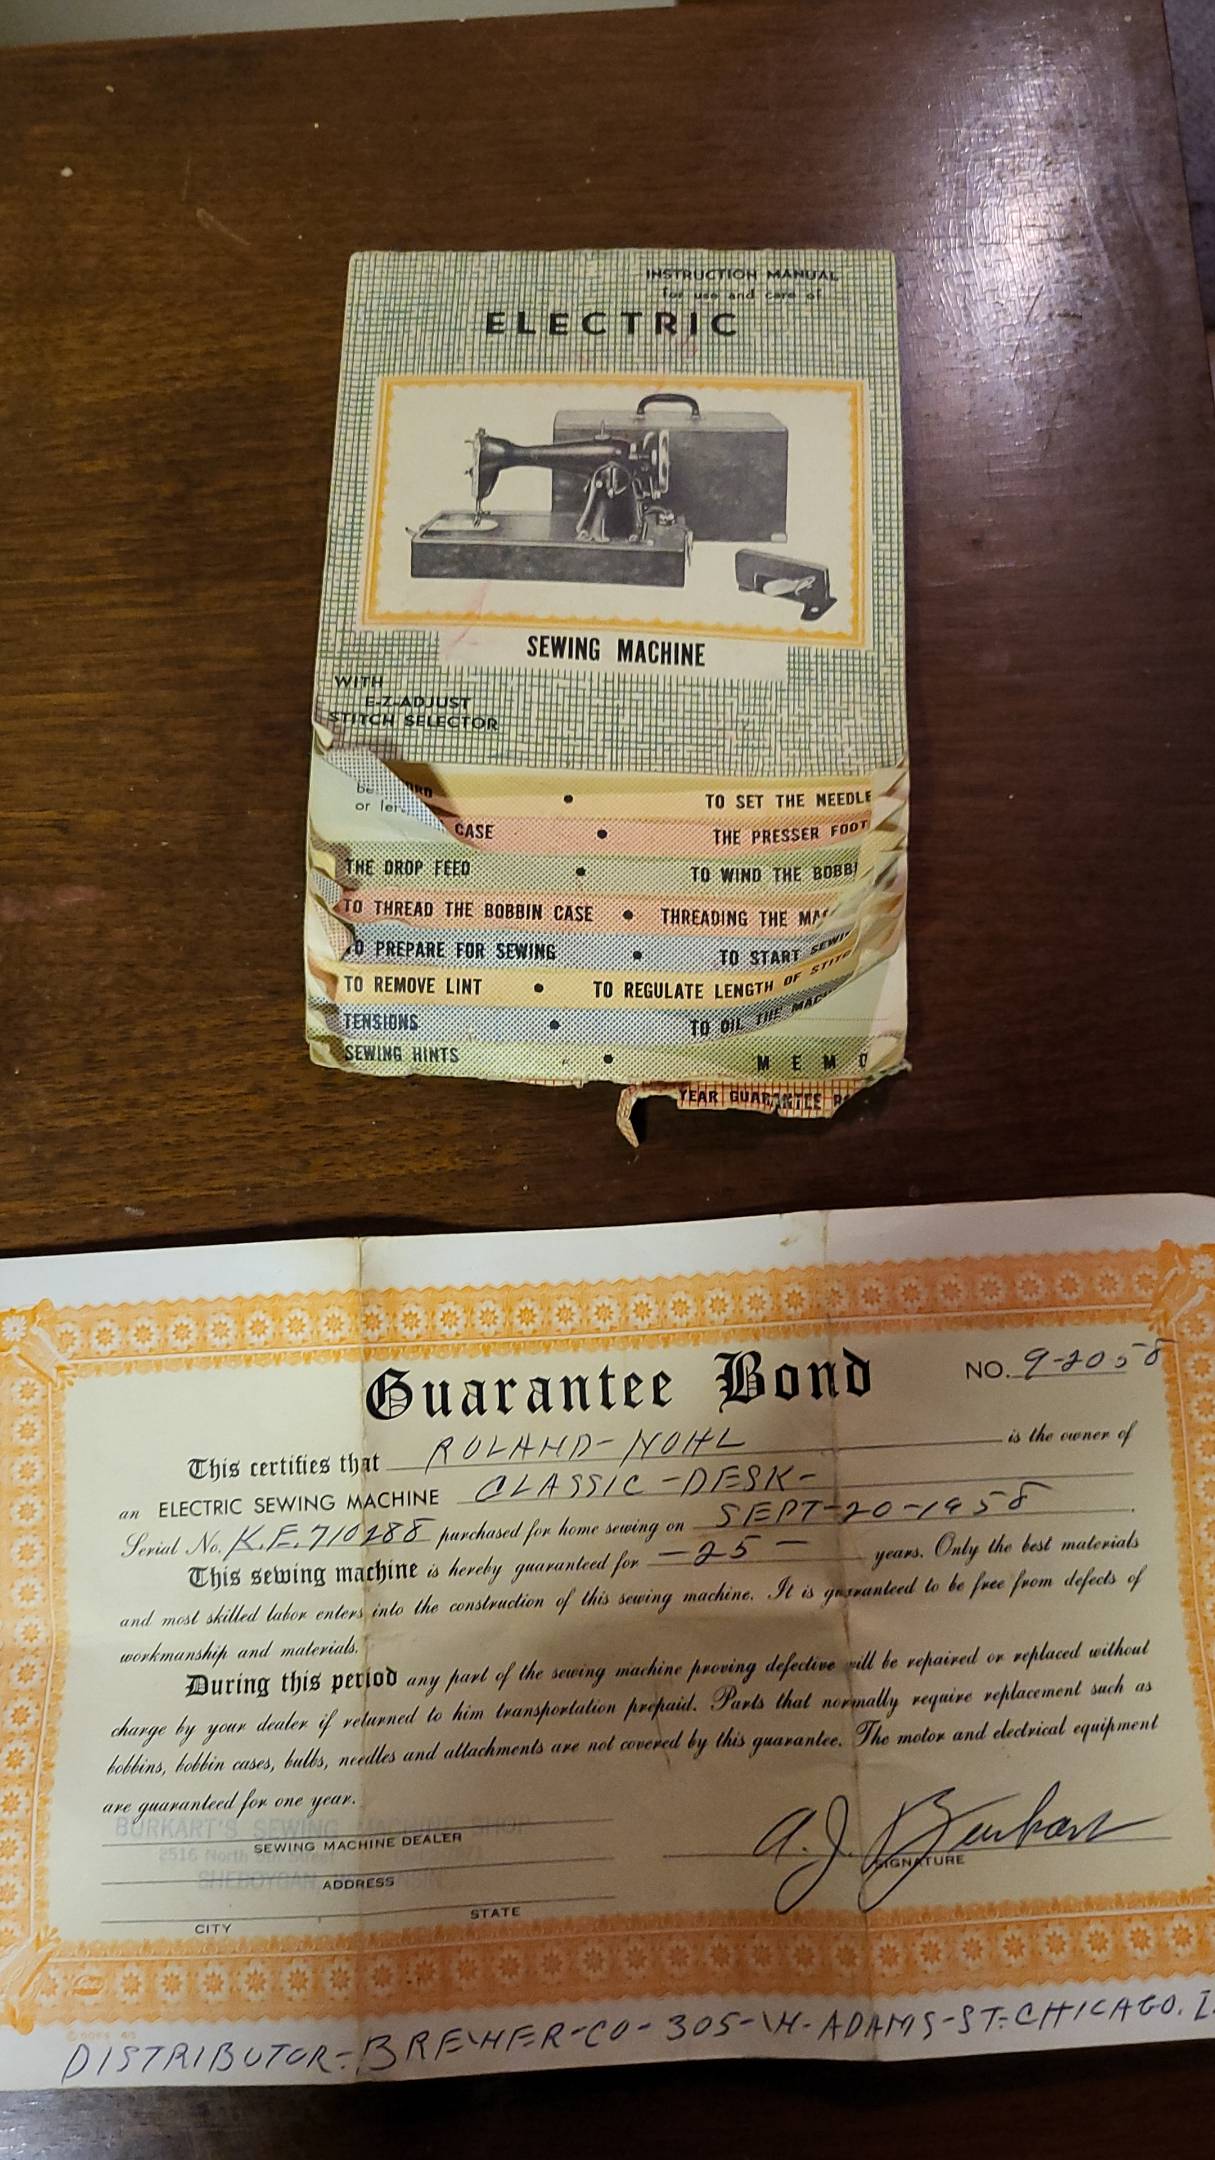 INSTRUCTION MANUAL
for use and care of
ELECTRIC
SEWING MACHINE
WITH
E-Z-ADJUST
STITCH SELECTOR
TO SET THE NEEDLE
or
CASE • THE PRESSER FOOT
THE DROP FEED • TO WIND THE BOBBI
TO THREAD THE BOBBIN CASE • THREADING THE MA
TO PREPARE FOR SEWING • TO START SEWI
TO REMOVE LINT • TO REGULATE LENGTH OF STIT
TENSIONS • TO OIL THE MAC
SEWING HINTS • MEMO
YEAR GUARANTEE
Guarantee Bond
NO. 9-2058
This certifies that ROLAND-NOHL is the owner of
an ELECTRIC SEWING MACHINE CLASSIC-DESK-
Serial No. K.E.710288 purchased for home sewing on SEPT-20-1958
This sewing machine is hereby guaranteed for -25- years. Only the best materials
and most skilled labor enters into the construction of this sewing machine. It is guaranteed to be free from defects of
workmanship and materials.
During this period any part of the sewing machine proving defective will be repaired or replaced without
charge by your dealer if returned to him transportation prepaid. Parts that normally require replacement such as
bobbins, bobbin cases, bulbs, needles and attachments are not covered by this guarantee. The motor and electrical equipment
are guaranteed for one year.
BURKART'S SEWING MACHINE SHOP
SEWING MACHINE DEALER
2516 North
SHEBOYGAN, WISCONSIN
ADDRESS
CITY STATE
A.J. Burkart
SIGNATURE
DISTRIBUTOR-BREWER-CO-305-W-ADAMS-ST-CHICAGO.